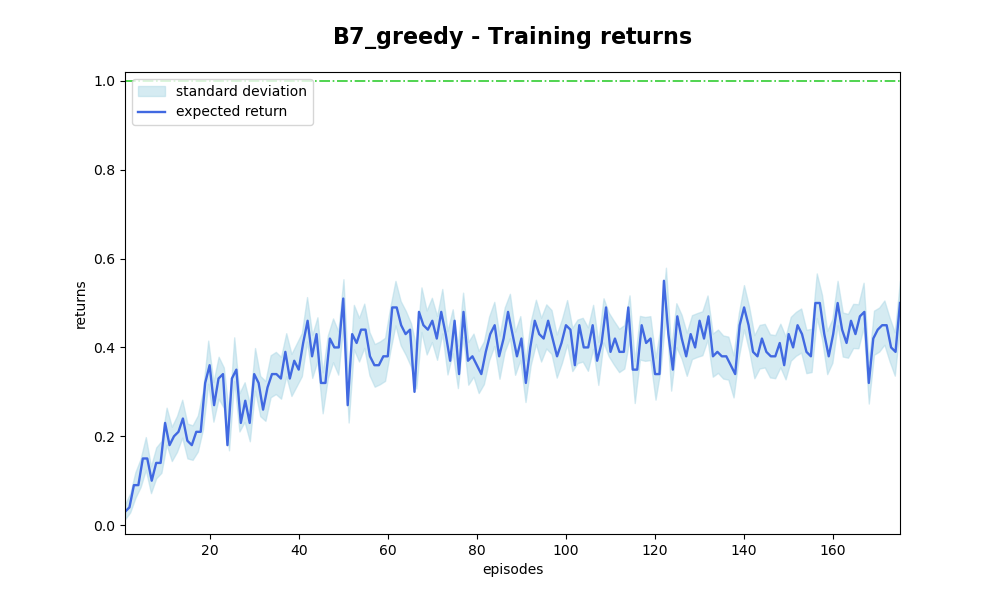 B7_greedy - Training returns
1.0
standard deviation
expected return
0.8
0.6
returns
0.4
0.2
0.0
20 40 60 80 100 120 140 160
episodes